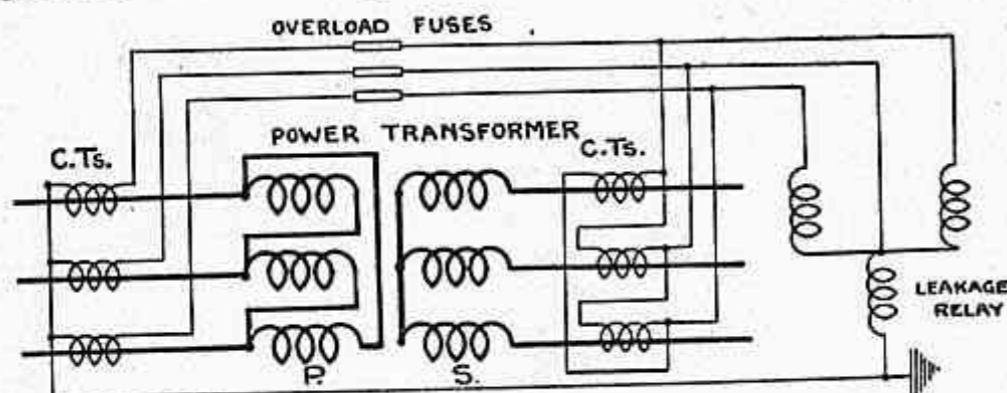 OVERLOAD FUSES
POWER TRANSFORMER
C.Ts.
C.Ts.
LEAKAGE
RELAY
P.
S.